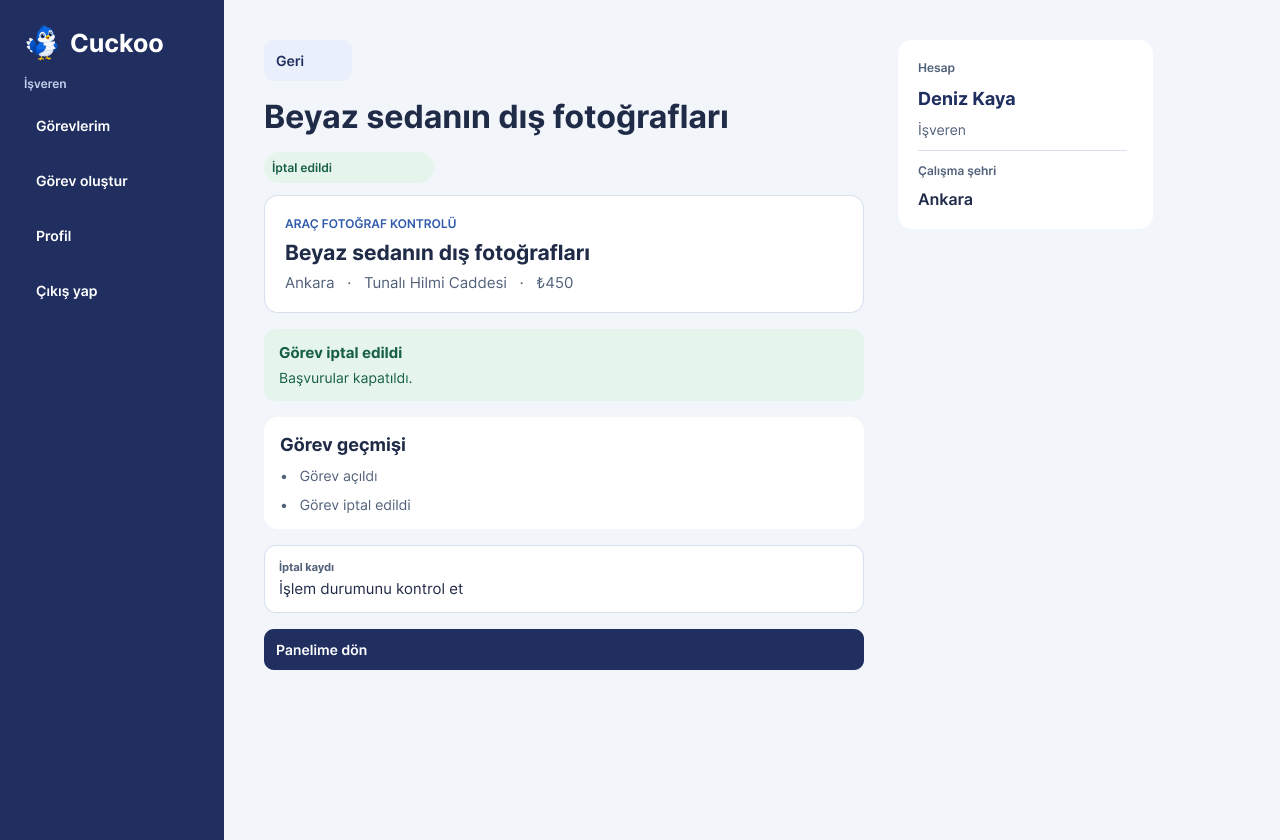 Cuckoo
İşveren
Görevlerim
Görev oluştur
Profil
Çıkış yap
Geri
Beyaz sedanın dış fotoğrafları
İptal edildi
ARAÇ FOTOĞRAF KONTROLÜ
Beyaz sedanın dış fotoğrafları
Ankara · Tunalı Hilmi Caddesi · ₺450
Görev iptal edildi
Başvurular kapatıldı.
Görev geçmişi
• Görev açıldı
• Görev iptal edildi
İptal kaydı
İşlem durumunu kontrol et
Panelime dön
Hesap
Deniz Kaya
İşveren
Çalışma şehri
Ankara